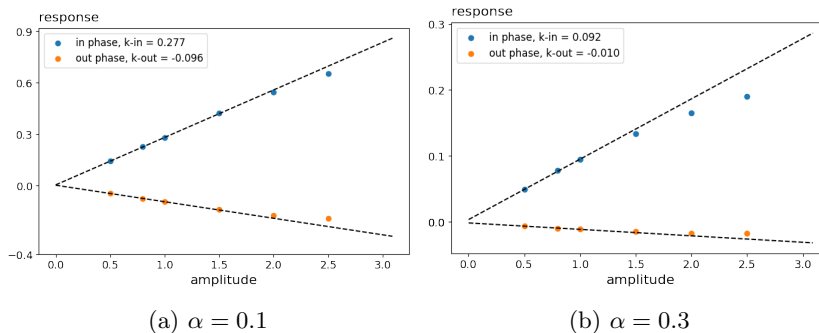 response
0.9
in phase, k-in = 0.277
out phase, k-out = -0.096
0.6
0.3
0.0
−0.4
0.0 0.5 1.0 1.5 2.0 2.5 3.0
amplitude
(a) α = 0.1
response
0.3
in phase, k-in = 0.092
out phase, k-out = -0.010
0.2
0.1
0.0
0.0 0.5 1.0 1.5 2.0 2.5 3.0
amplitude
(b) α = 0.3